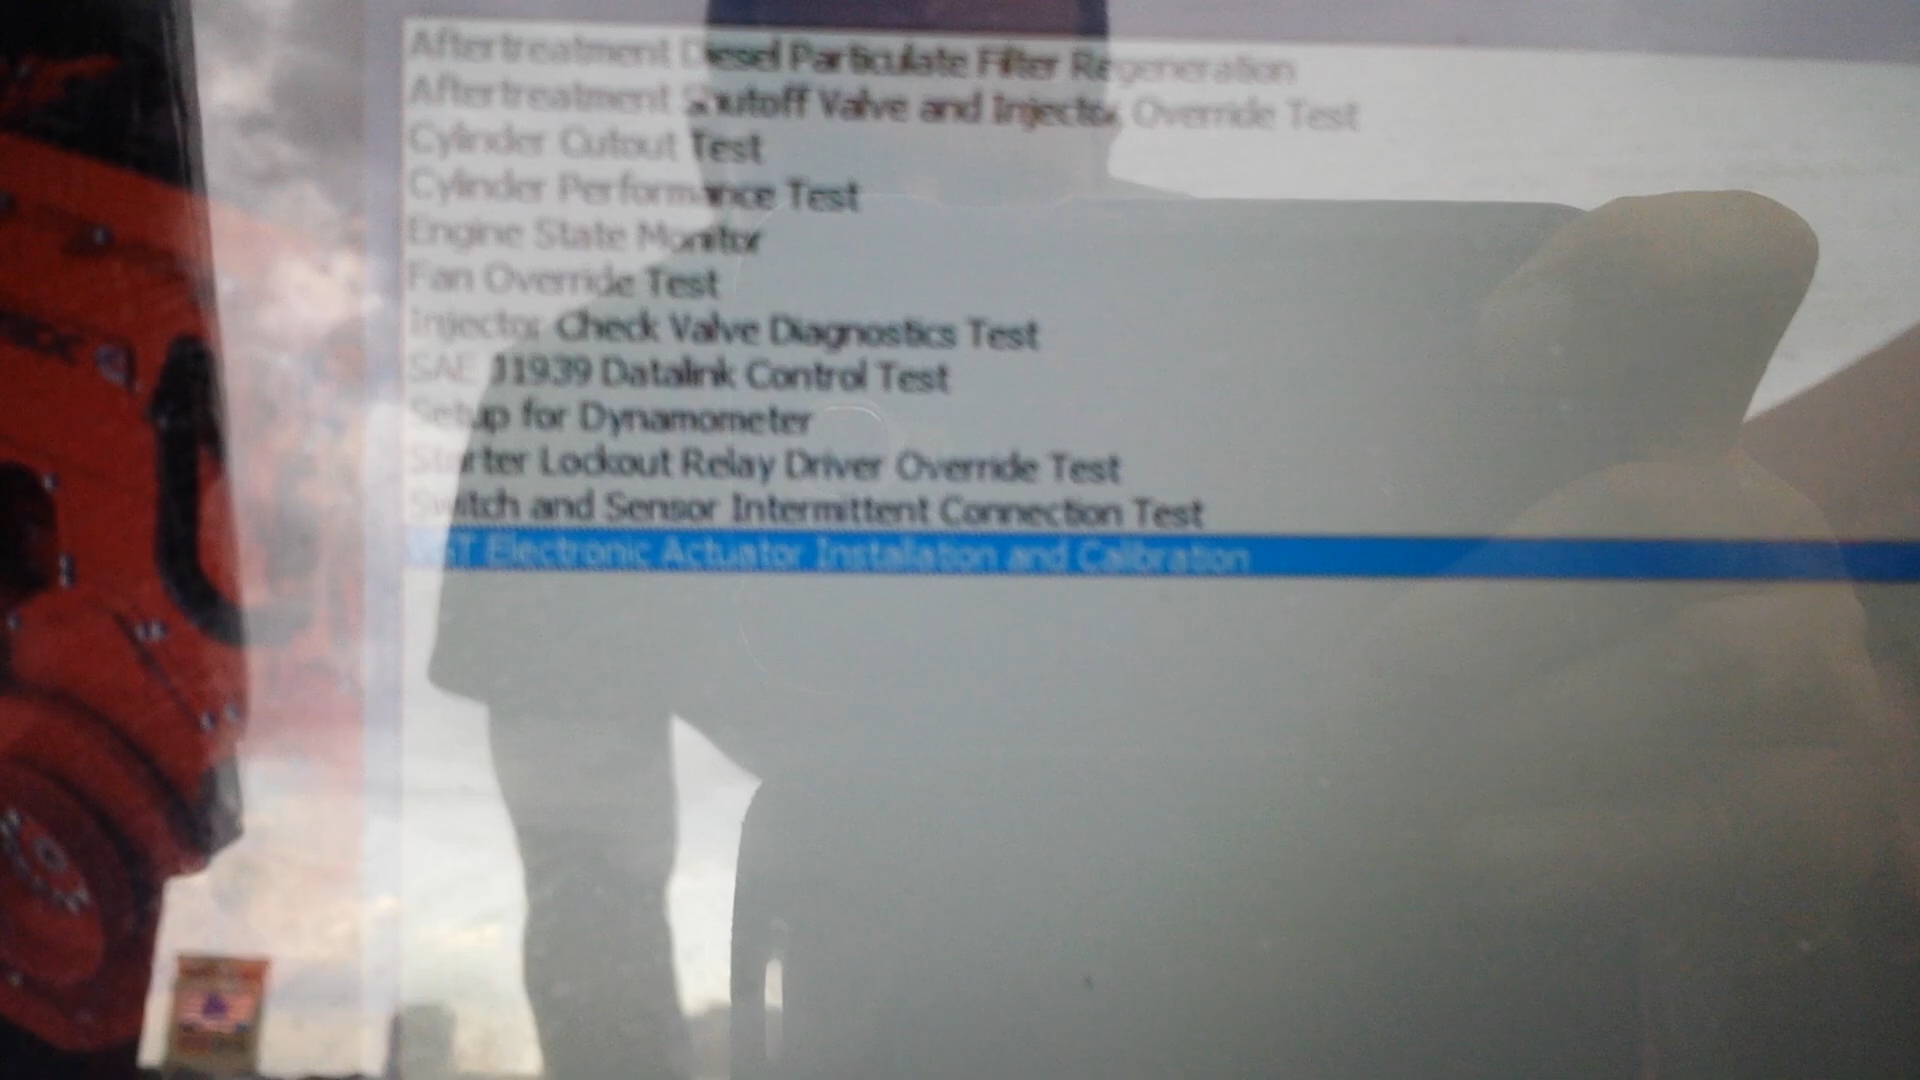 Aftertreatment Diesel Particulate Filter Regeneration
Aftertreatment Shutoff Valve and Injector Override Test
Cylinder Cutout Test
Cylinder Performance Test
Engine State Monitor
Fan Override Test
Injector Check Valve Diagnostics Test
SAE J1939 Datalink Control Test
Setup for Dynamometer
Starter Lockout Relay Driver Override Test
Switch and Sensor Intermittent Connection Test
Electronic Actuator Installation and Calibration